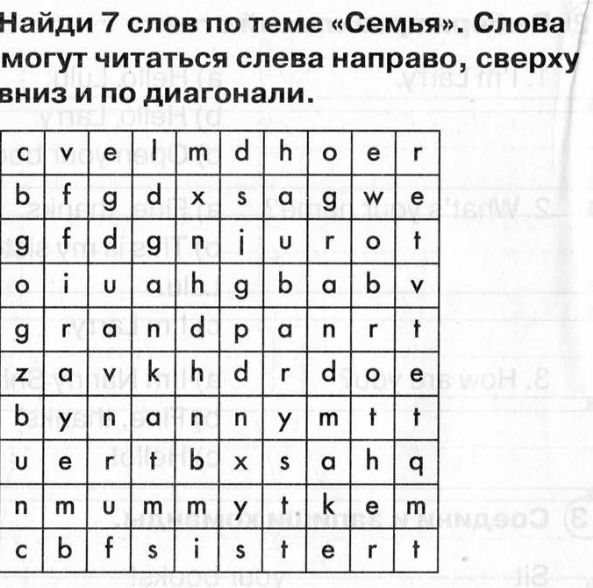 Найди 7 слов по теме «Семья». Слова
могут читаться слева направо, сверху
вниз и по диагонали.
c v e l m d h o e r
b f g d x s a g w e
g f d g n j u r o t
o i u a h g b a b v
g r a n d p a n r t
z a v k h d r d o e
b y l a n n y m t t
u e r t b x s a h q
n m u m m y t k e m
c b f s i s t e r t